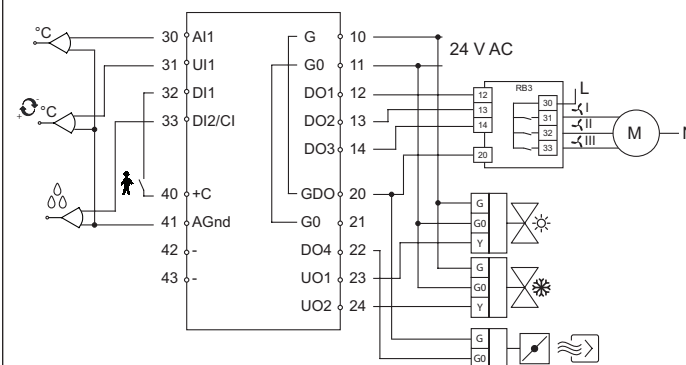 °C
30 AI1
G 10
24 V AC
31 UI1
G0 11
RB3
L
32 DI1
DO1 12
12
30
I
+ - °C
33 DI2/CI
DO2 13
13
31
II
M
N
14
32
III
DO3 14
33
20
40 +C
GDO 20
G
41 AGnd
G0 21
G0
42 -
DO4 22
Y
43 -
UO1 23
G
UO2 24
G0
Y
G
G0